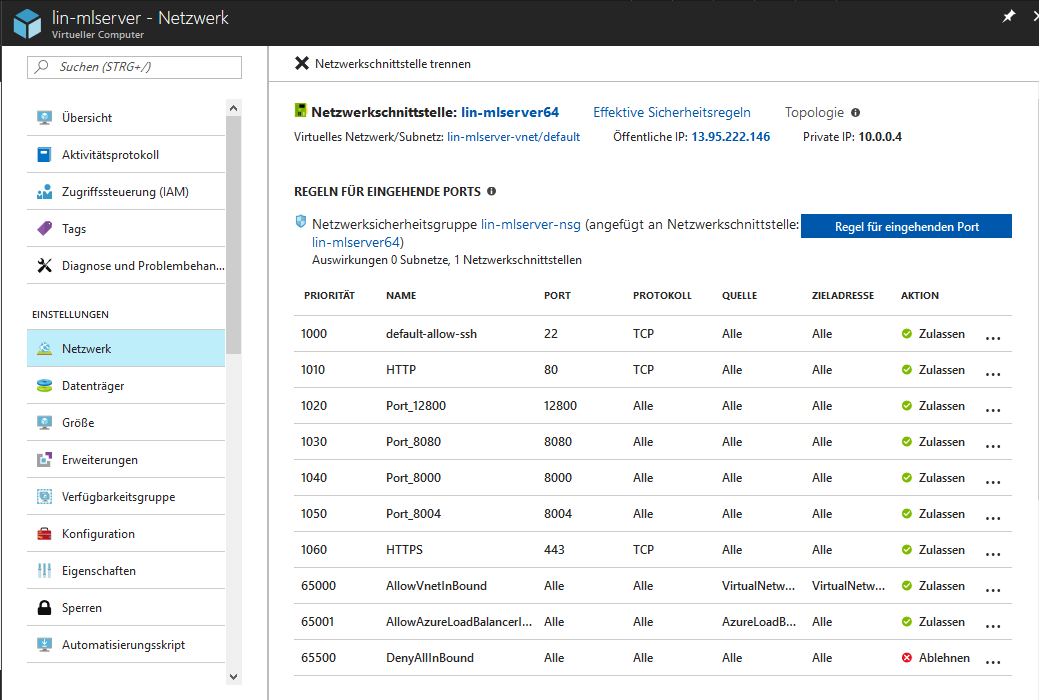 lin-mlserver - Netzwerk
Virtueller Computer
Suchen (STRG+/)
Übersicht
Aktivitätsprotokoll
Zugriffssteuerung (IAM)
Tags
Diagnose und Problembehan...
EINSTELLUNGEN
Netzwerk
Datenträger
Größe
Erweiterungen
Verfügbarkeitsgruppe
Konfiguration
Eigenschaften
Sperren
Automatisierungsskript
Netzwerkschnittstelle trennen
Netzwerkschnittstelle: lin-mlserver64 Effektive Sicherheitsregeln Topologie
Virtuelles Netzwerk/Subnetz: lin-mlserver-vnet/default Öffentliche IP: 13.95.222.146 Private IP: 10.0.0.4
REGELN FÜR EINGEHENDE PORTS
Netzwerksicherheitsgruppe lin-mlserver-nsg (angefügt an Netzwerkschnittstelle:
lin-mlserver64)
Auswirkungen 0 Subnetze, 1 Netzwerkschnittstellen
Regel für eingehenden Port
PRIORITÄT NAME PORT PROTOKOLL QUELLE ZIELADRESSE AKTION
1000 default-allow-ssh 22 TCP Alle Alle Zulassen ...
1010 HTTP 80 TCP Alle Alle Zulassen ...
1020 Port_12800 12800 Alle Alle Alle Zulassen ...
1030 Port_8080 8080 Alle Alle Alle Zulassen ...
1040 Port_8000 8000 Alle Alle Alle Zulassen ...
1050 Port_8004 8004 Alle Alle Alle Zulassen ...
1060 HTTPS 443 TCP Alle Alle Zulassen ...
65000 AllowVnetInBound Alle Alle VirtualNetw... VirtualNetw... Zulassen ...
65001 AllowAzureLoadBalancerI... Alle Alle AzureLoadB... Alle Zulassen ...
65500 DenyAllInBound Alle Alle Alle Alle Ablehnen ...